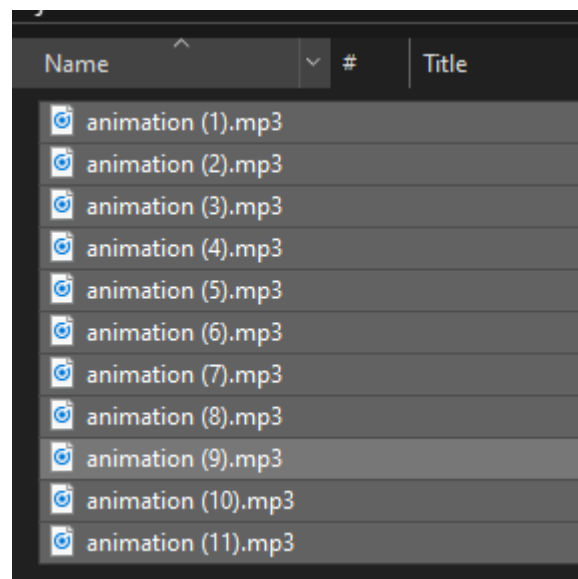 Name # Title
animation (1).mp3
animation (2).mp3
animation (3).mp3
animation (4).mp3
animation (5).mp3
animation (6).mp3
animation (7).mp3
animation (8).mp3
animation (9).mp3
animation (10).mp3
animation (11).mp3